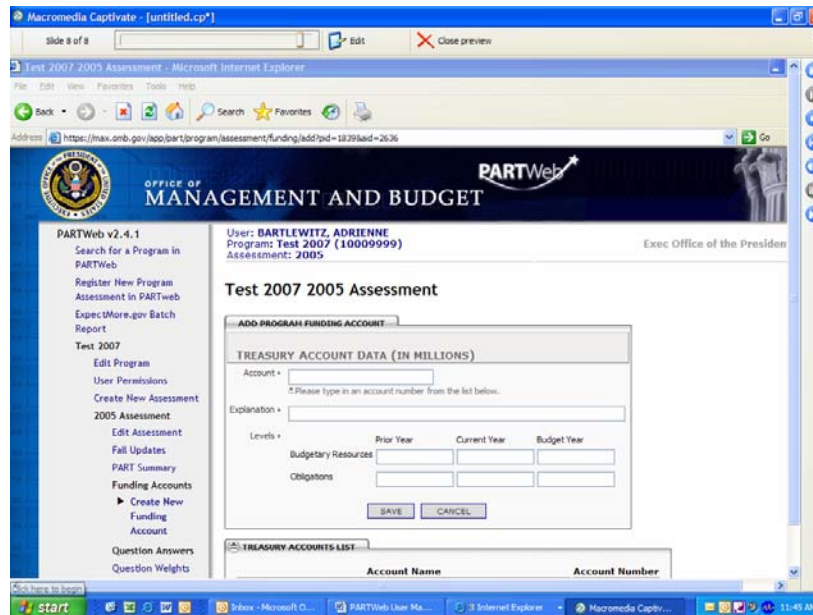 Macromedia Captivate - [untitled.cp*]
Slide 8 of 8 Edit Close preview
Test 2007 2005 Assessment - Microsoft Internet Explorer
File Edit View Favorites Tools Help
Back Search Favorites
Address https://max.omb.gov/app/part/program/assessment/funding/add?pid=1839&aid=2636 Go
OFFICE OF
MANAGEMENT AND BUDGET
PARTWeb
PARTWeb v2.4.1
Search for a Program in
PARTWeb
Register New Program
Assessment in PARTweb
ExpectMore.gov Batch
Report
Test 2007
Edit Program
User Permissions
Create New Assessment
2005 Assessment
Edit Assessment
Fall Updates
PART Summary
Funding Accounts
Create New
Funding
Account
Question Answers
Question Weights
User: BARTLEWITZ, ADRIENNE
Program: Test 2007 (10009999)
Assessment: 2005
Exec Office of the Presiden
Test 2007 2005 Assessment
ADD PROGRAM FUNDING ACCOUNT
TREASURY ACCOUNT DATA (IN MILLIONS)
Account
Please type in an account number from the list below.
Explanation
Levels Prior Year Current Year Budget Year
Budgetary Resources
Obligations
SAVE CANCEL
TREASURY ACCOUNTS LIST
Account Name Account Number
Click here to begin
start Inbox - Microsoft O... PARTWeb User Ma... 3 Internet Explorer Macromedia Captiv... 11:45 AM